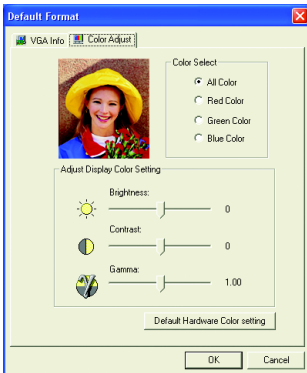 Default Format
VGA Info
Color Adjust
Color Select
All Color
Red Color
Green Color
Blue Color
Adjust Display Color Setting
Brightness:
0
Contrast:
0
Gamma:
1.00
Default Hardware Color setting
OK
Cancel